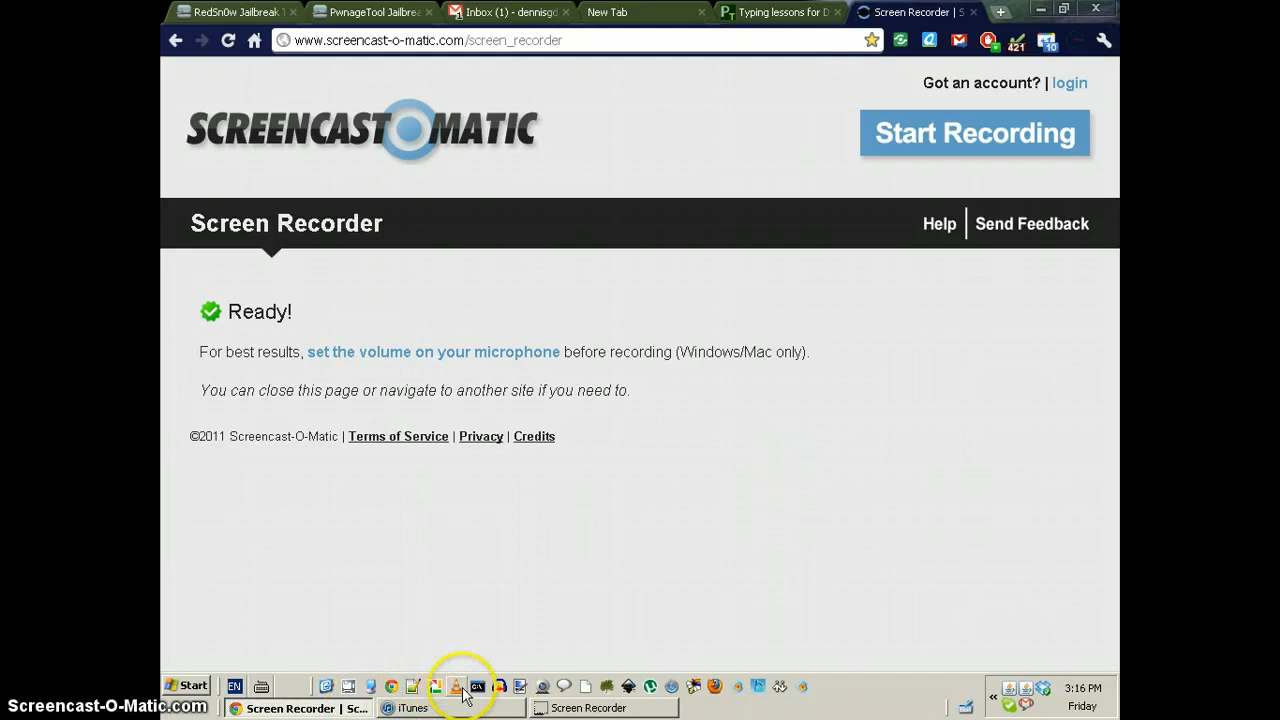 RedSn0w Jailbreak T
PwnageTool Jailbrea
Inbox (1) - dennisgd
New Tab
Typing lessons for D
Screen Recorder | S
www.screencast-o-matic.com/screen_recorder
421
10
Got an account? | login
SCREENCAST O MATIC
Start Recording
Screen Recorder
Help
Send Feedback
Ready!
For best results, set the volume on your microphone before recording (Windows/Mac only).
You can close this page or navigate to another site if you need to.
©2011 Screencast-O-Matic | Terms of Service | Privacy | Credits
Start
EN
3:16 PM
Screen Recorder | Sc...
iTunes
Screen Recorder
Friday
Screencast-O-Matic.com